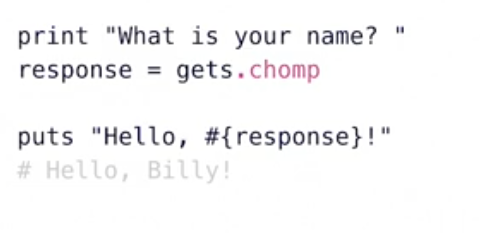 print "What is your name? "
response = gets.chomp
puts "Hello, #{response}!"
# Hello, Billy!